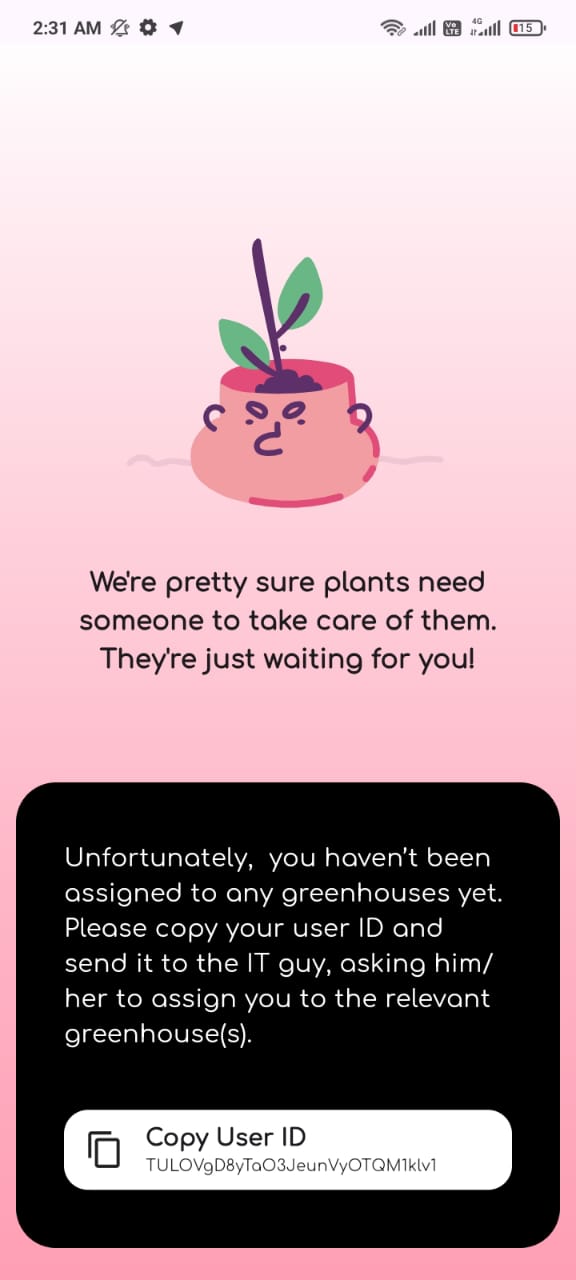 2:31 AM
Vo
LTE
4G
15
We're pretty sure plants need
someone to take care of them.
They're just waiting for you!
Unfortunately,  you haven’t been
assigned to any greenhouses yet.
Please copy your user ID and
send it to the IT guy, asking him/
her to assign you to the relevant
greenhouse(s).
Copy User ID
TULOVgD8yTaO3JeunVyOTQM1klv1